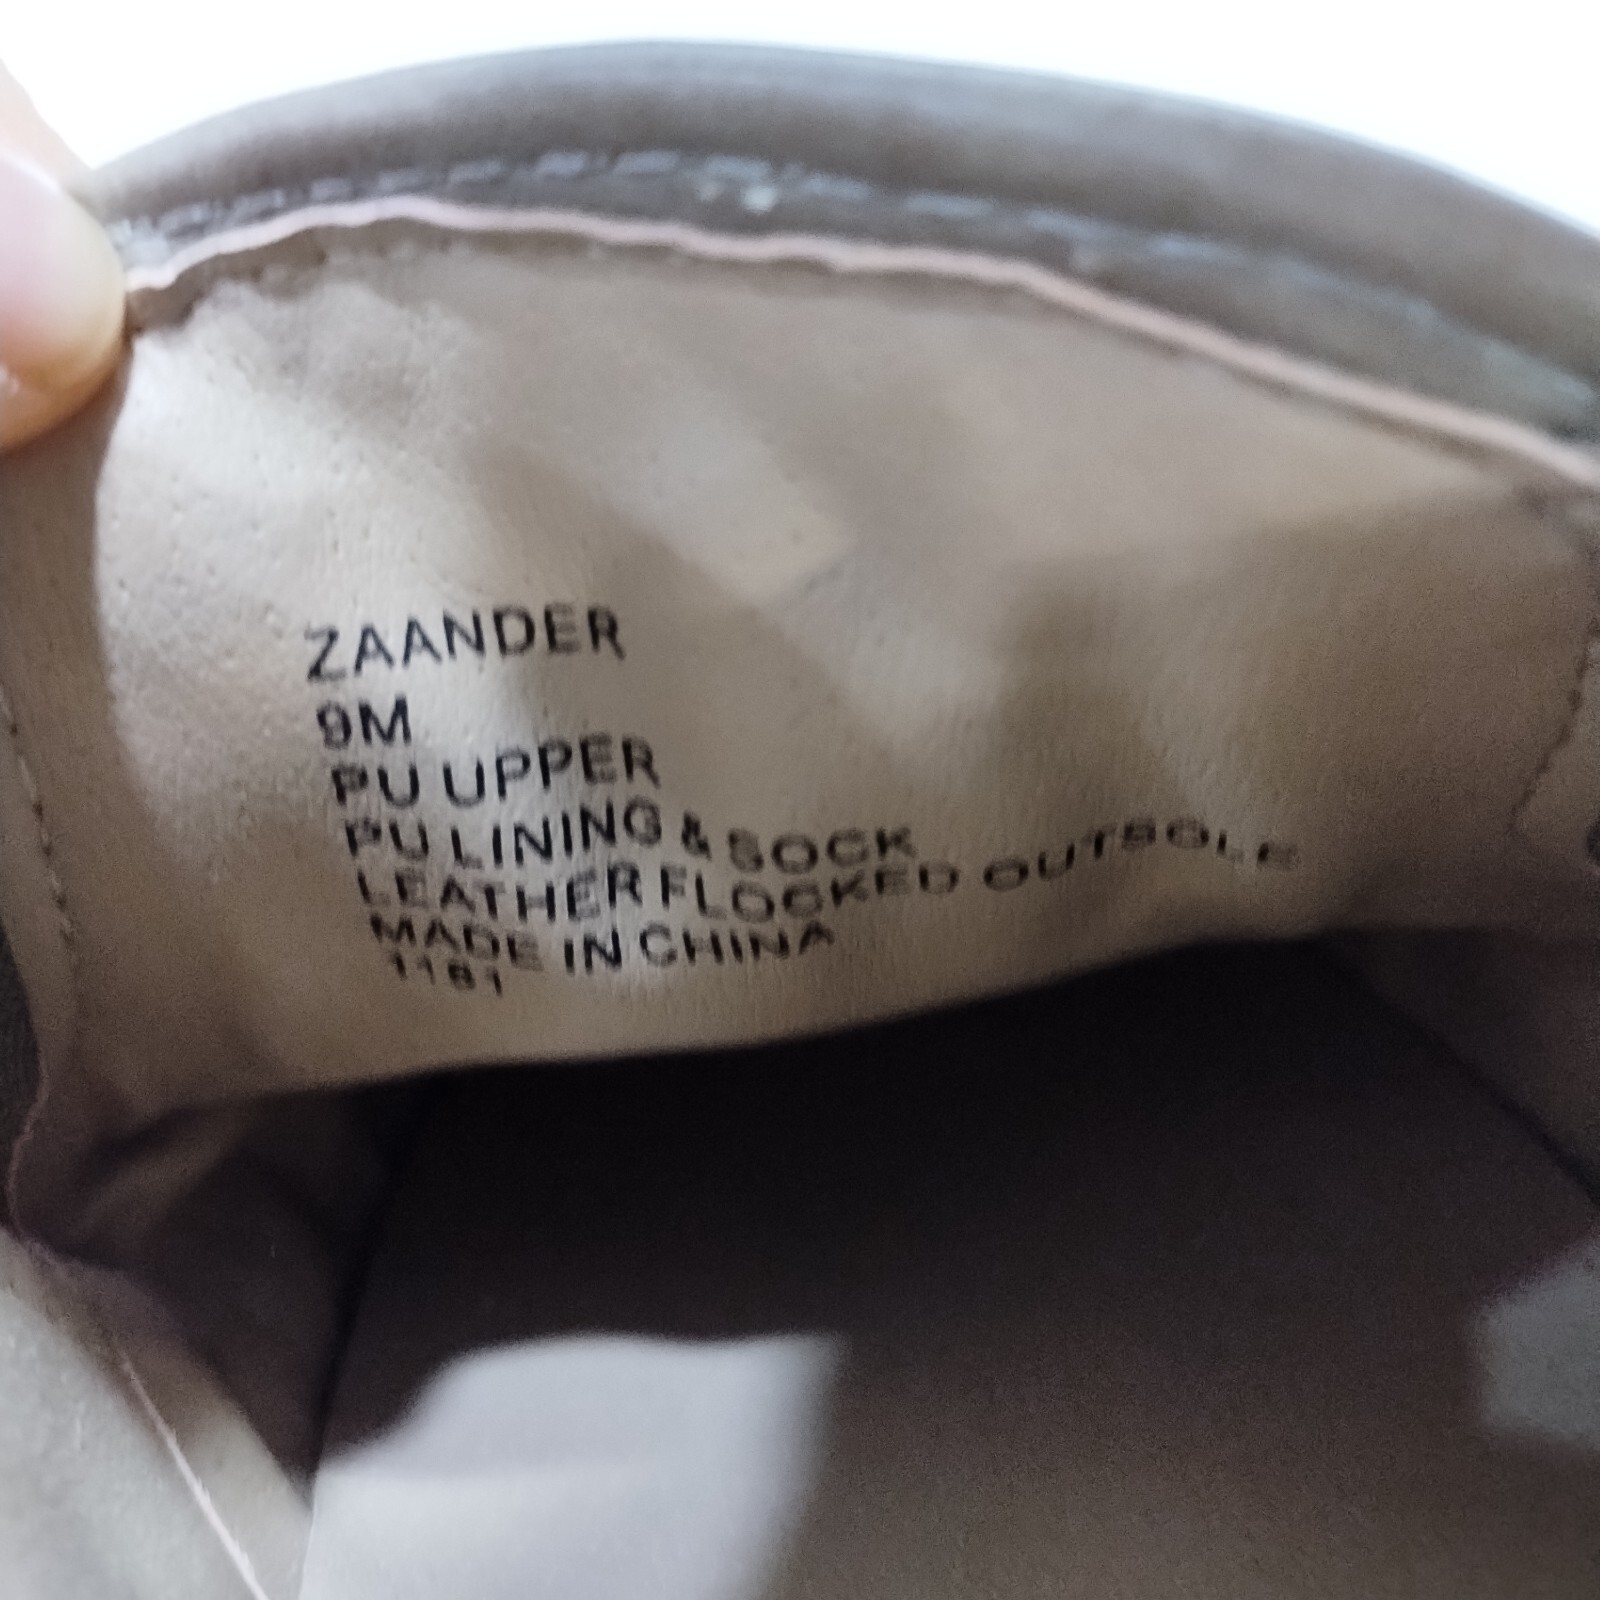 ZAANDER
9M
PU UPPER
PU LINING & SOCK
LEATHER FLOCKED OUTSOLE
MADE IN CHINA
1181